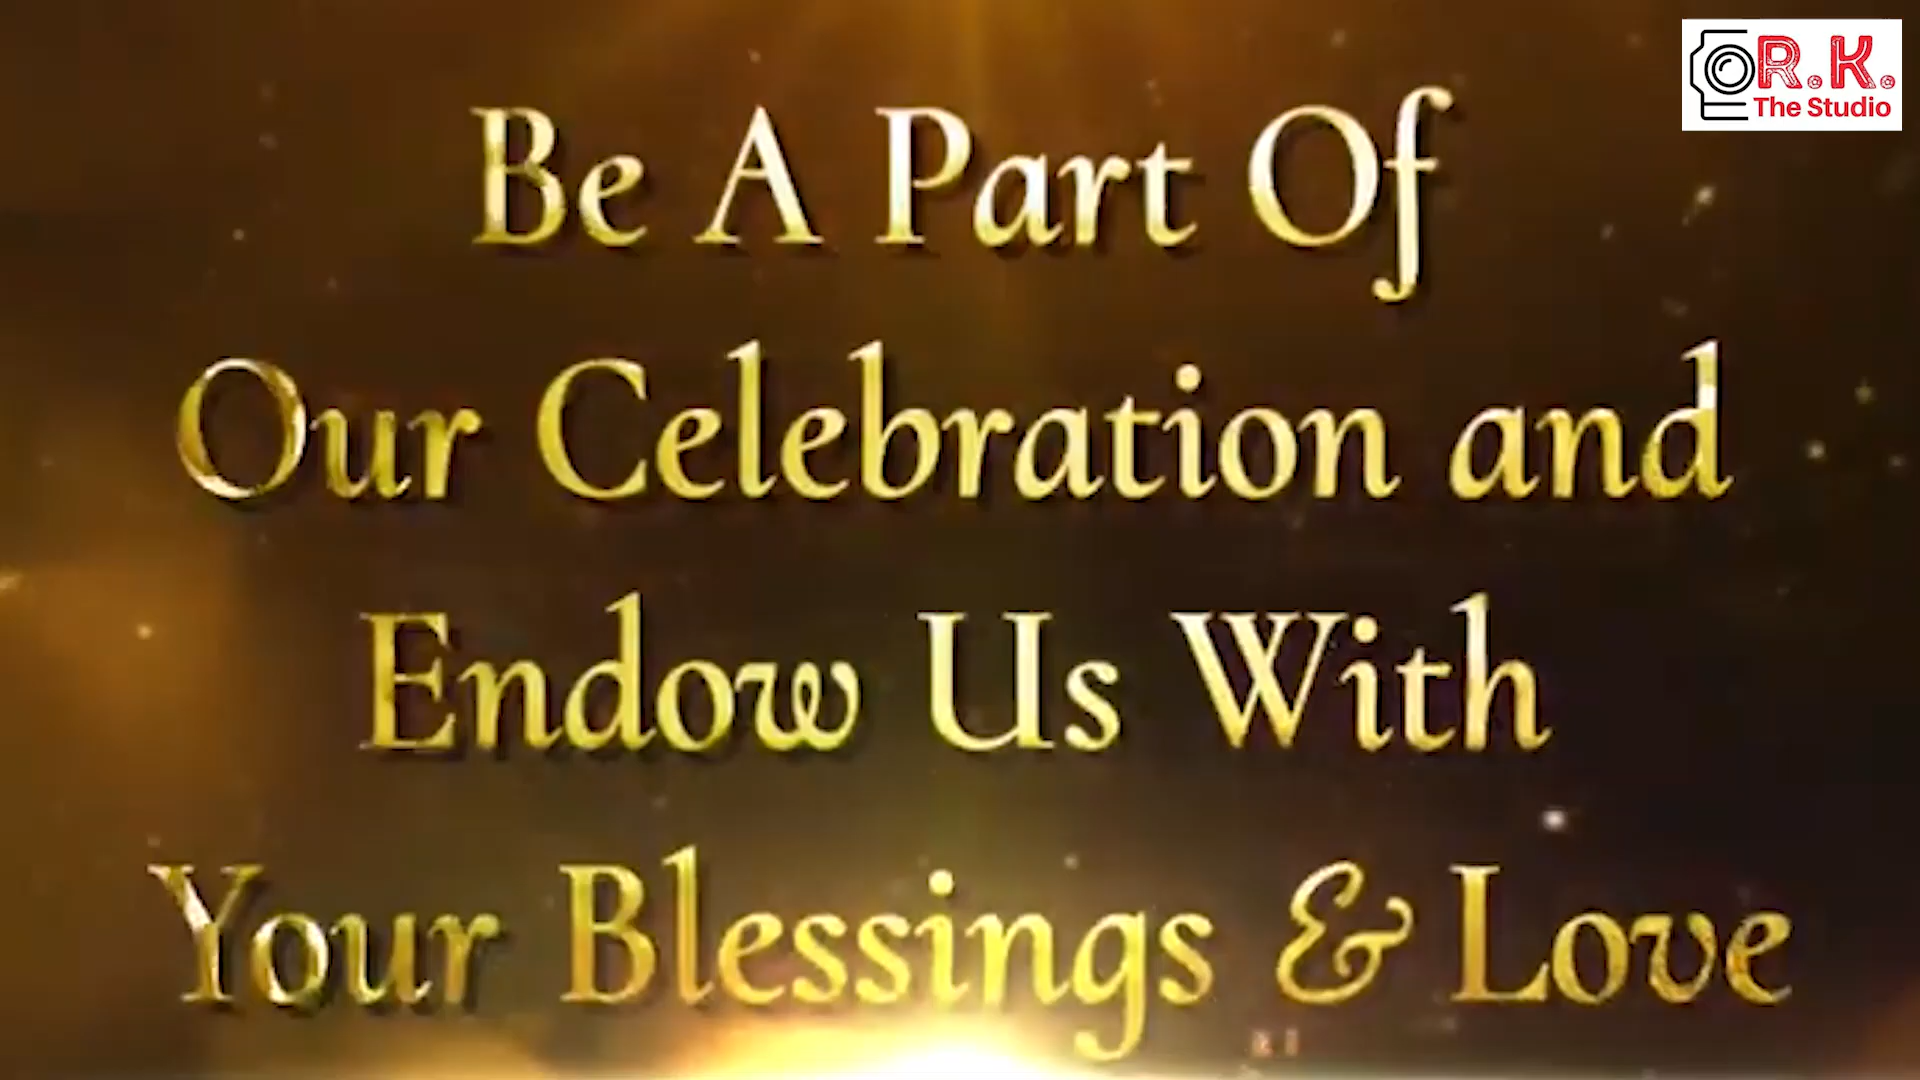 R.K.
The Studio
Be A Part Of
Our Celebration and
Endow Us With
Your Blessings & Love